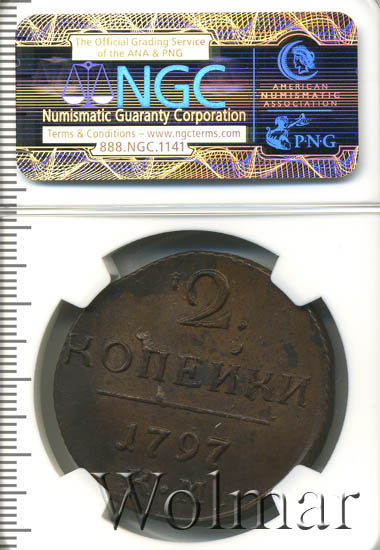 The Official Grading Service
of the ANA & PNG
NGC
Numismatic Guaranty Corporation
Terms & Conditions – www.ngcterms.com
888.NGC.1141
AMERICAN
NUMISMATIC
ASSOCIATION
PNG
2
КОПЕЙКИ
1797
Wolmar